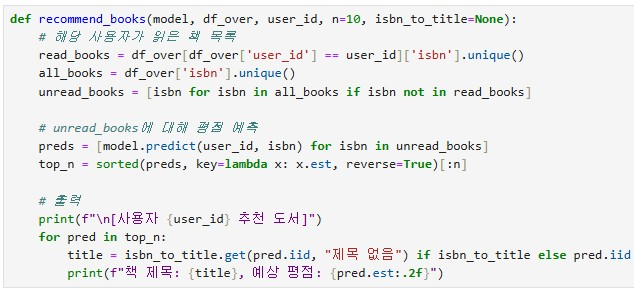 def recommend_books(model, df_over, user_id, n=10, isbn_to_title=None):
    # 해당 사용자가 읽은 책 목록
    read_books = df_over[df_over['user_id'] == user_id]['isbn'].unique()
    all_books = df_over['isbn'].unique()
    unread_books = [isbn for isbn in all_books if isbn not in read_books]

    # unread_books에 대해 평점 예측
    preds = [model.predict(user_id, isbn) for isbn in unread_books]
    top_n = sorted(preds, key=lambda x: x.est, reverse=True)[:n]

    # 출력
    print(f"\n[사용자 {user_id} 추천 도서]")
    for pred in top_n:
        title = isbn_to_title.get(pred.iid, "제목 없음") if isbn_to_title else pred.iid
        print(f"책 제목: {title}, 예상 평점: {pred.est:.2f}")